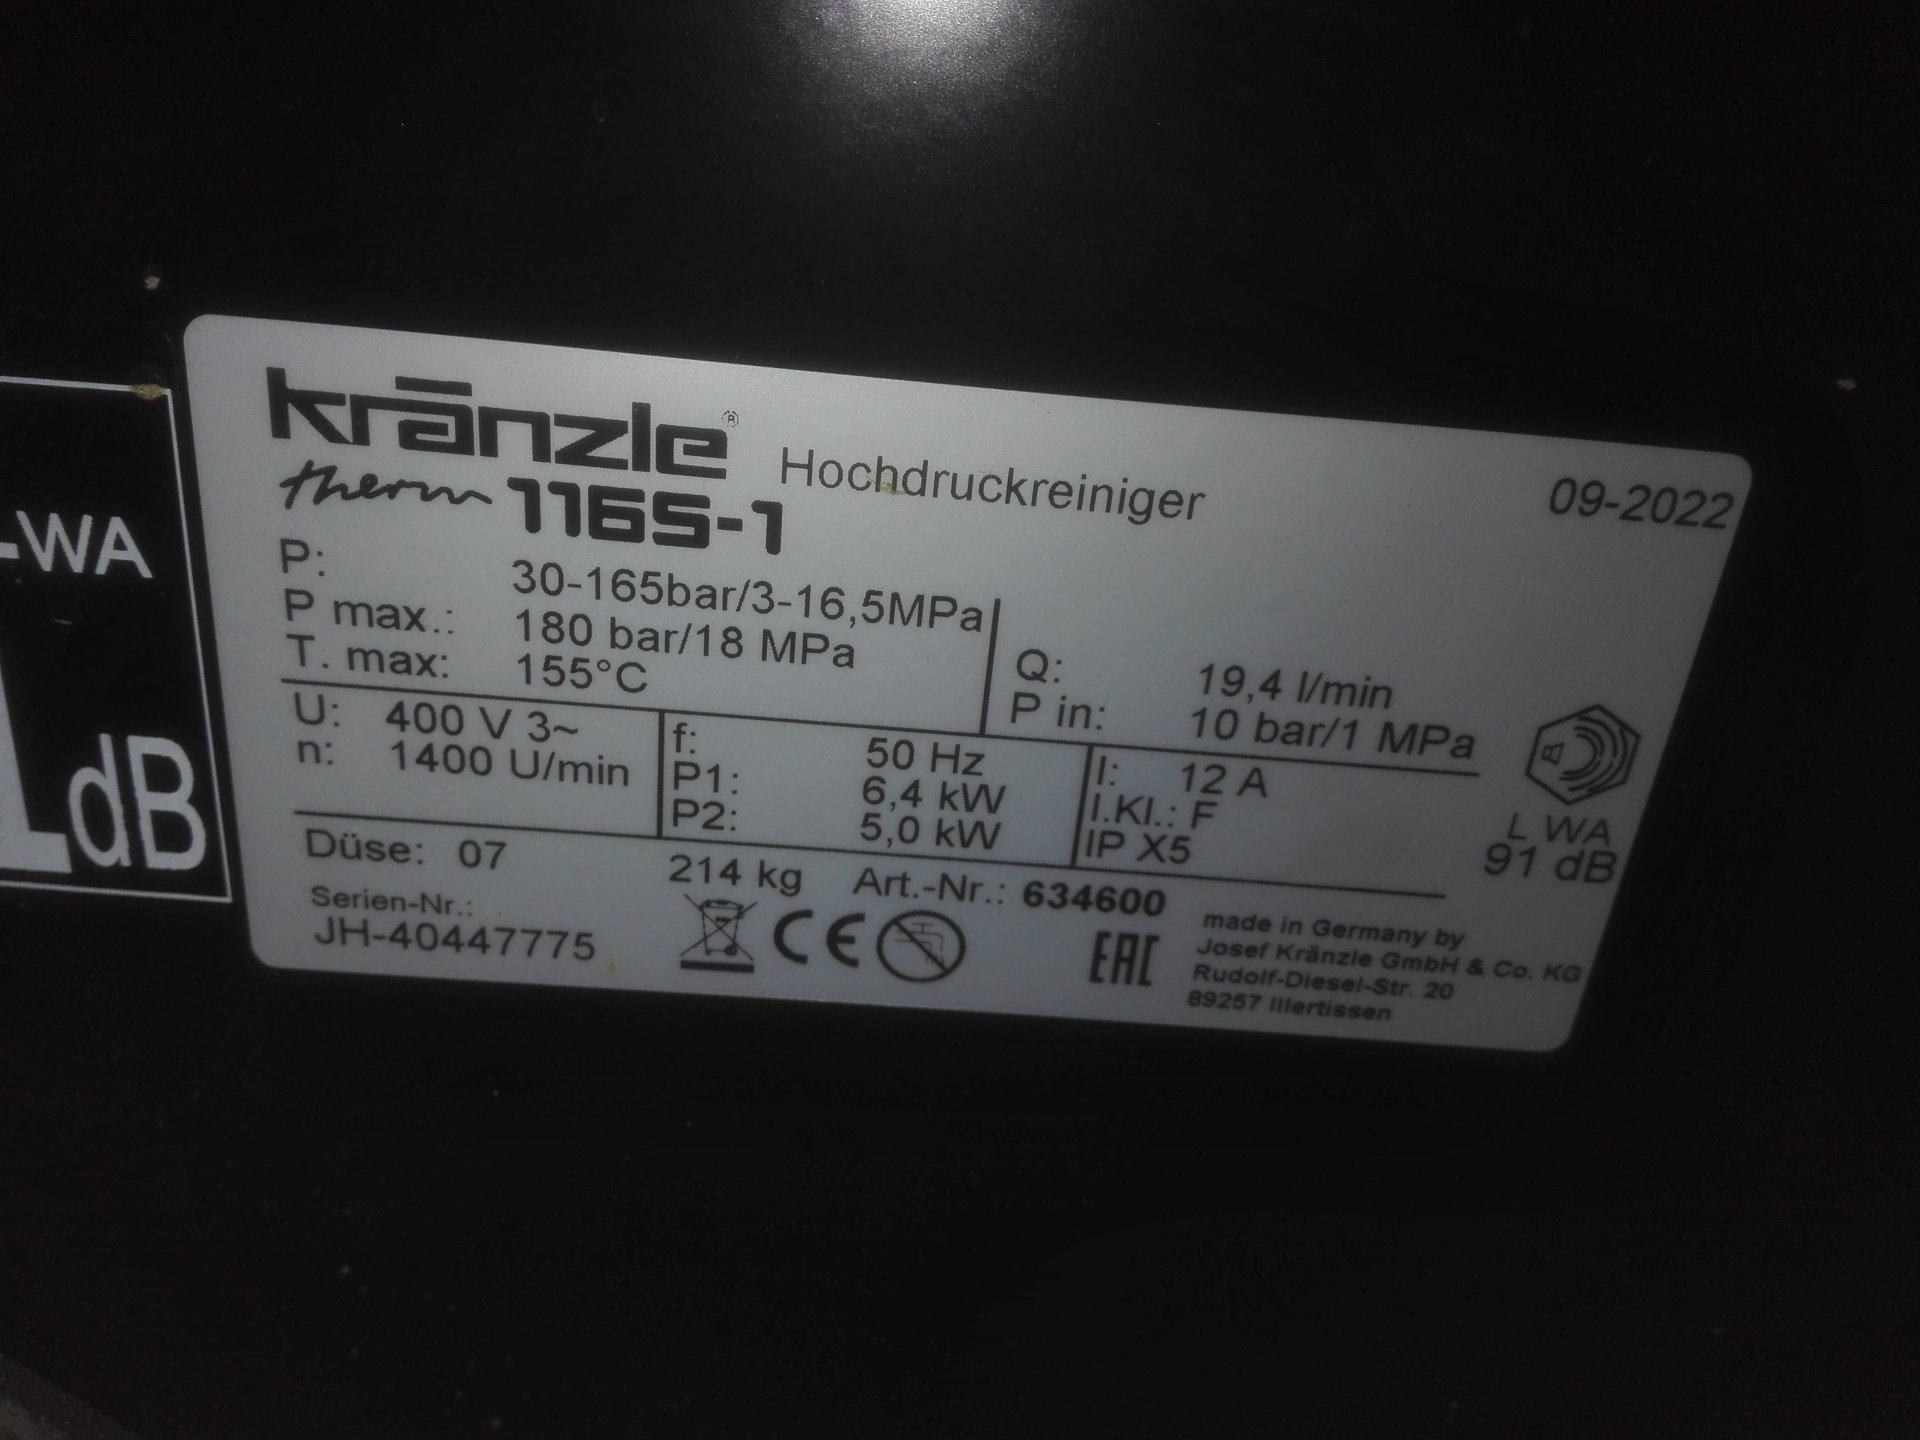 -WA
dB
kränzle®
therm 1165-1 Hochdruckreiniger 09-2022
P: 30-165bar/3-16,5MPa
P max.: 180 bar/18 MPa
T. max: 155°C
Q: 19,4 l/min
P in: 10 bar/1 MPa
U: 400 V 3~
n: 1400 U/min
f: 50 Hz
P1: 6,4 kW
P2: 5,0 kW
I: 12 A
I.Kl.: F
IP X5
L WA
91 dB
Düse: 07 214 kg Art.-Nr.: 634600
Serien-Nr.:
JH-40447775
CE
EAC
made in Germany by
Josef Kränzle GmbH & Co. KG
Rudolf-Diesel-Str. 20
89257 Illertissen